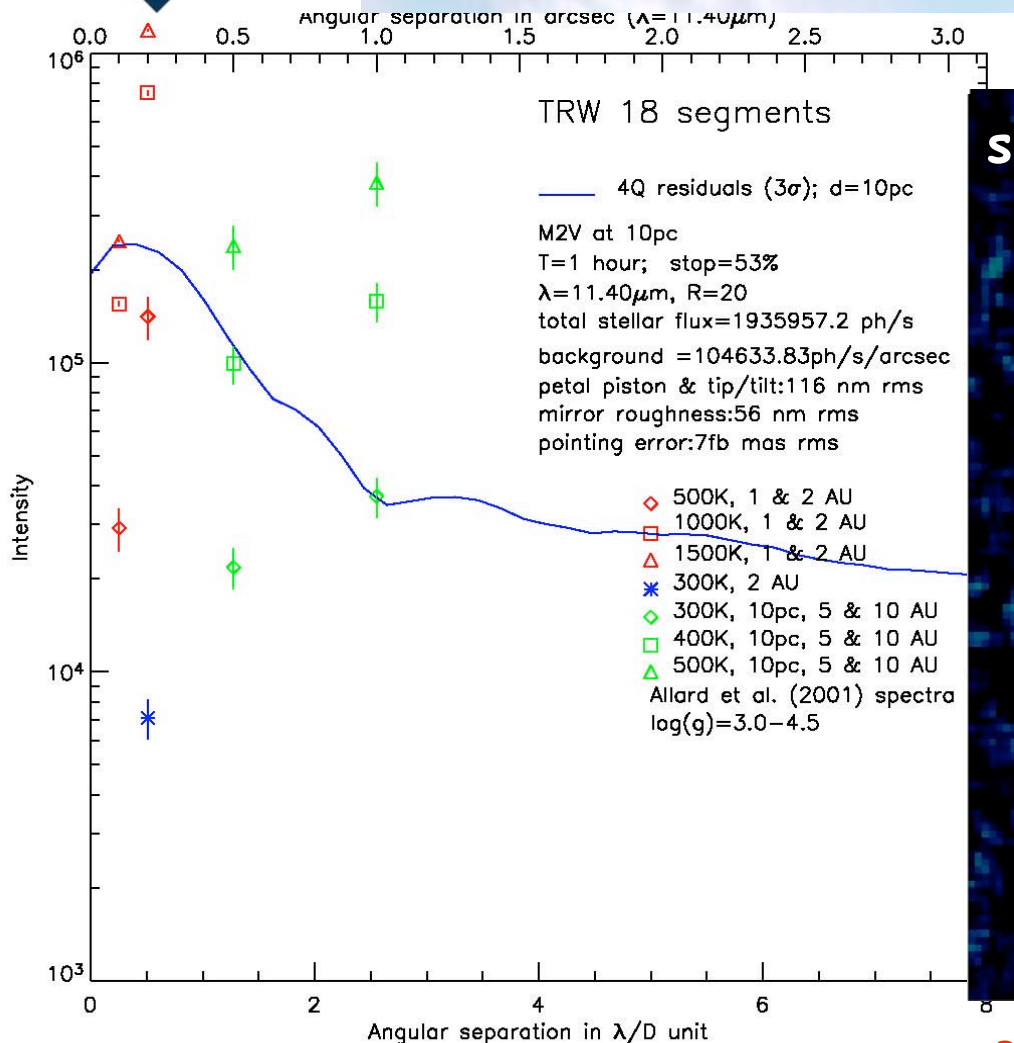 Angular separation in arcsec (λ=11.40μm)
0.0 0.5 1.0 1.5 2.0 2.5 3.0
10⁶
TRW 18 segments
S
4Q residuals (3σ); d=10pc
M2V at 10pc
T=1 hour; stop=53%
λ=11.40μm, R=20
total stellar flux=1935957.2 ph/s
background =104633.83ph/s/arcsec
10⁵
petal piston & tip/tilt:116 nm rms
mirror roughness:56 nm rms
pointing error:7fb mas rms
Intensity
500K, 1 & 2 AU
1000K, 1 & 2 AU
1500K, 1 & 2 AU
300K, 2 AU
300K, 10pc, 5 & 10 AU
400K, 10pc, 5 & 10 AU
500K, 10pc, 5 & 10 AU
10⁴
Allard et al. (2001) spectra
log(g)=3.0−4.5
10³
0 2 4 6 8
Angular separation in λ/D unit